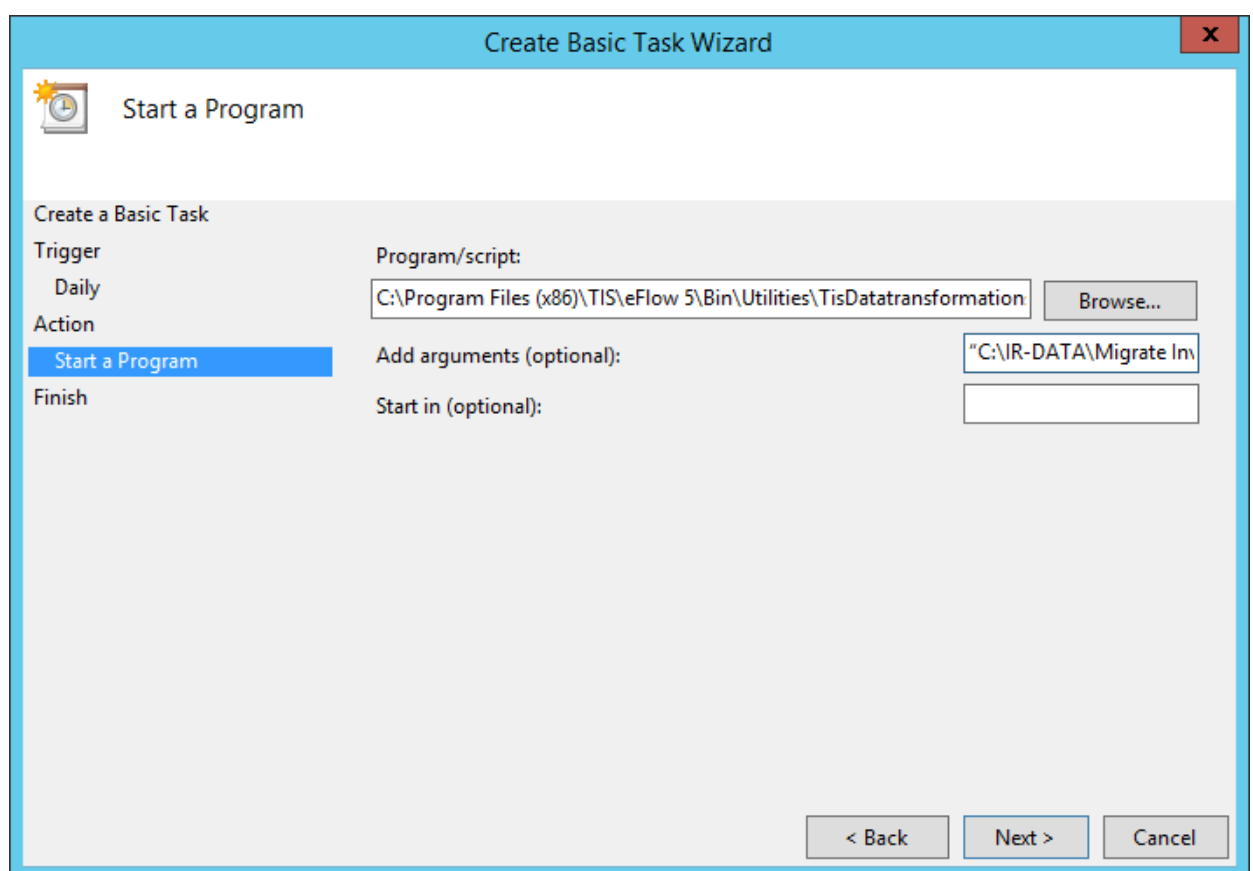 Create Basic Task Wizard
x
Start a Program
Create a Basic Task
Trigger
Daily
Action
Start a Program
Finish
Program/script:
C:\Program Files (x86)\TIS\eFlow 5\Bin\Utilities\TisDatatransformation
Browse...
Add arguments (optional):
“C:\IR-DATA\Migrate Inv
Start in (optional):
< Back
Next >
Cancel